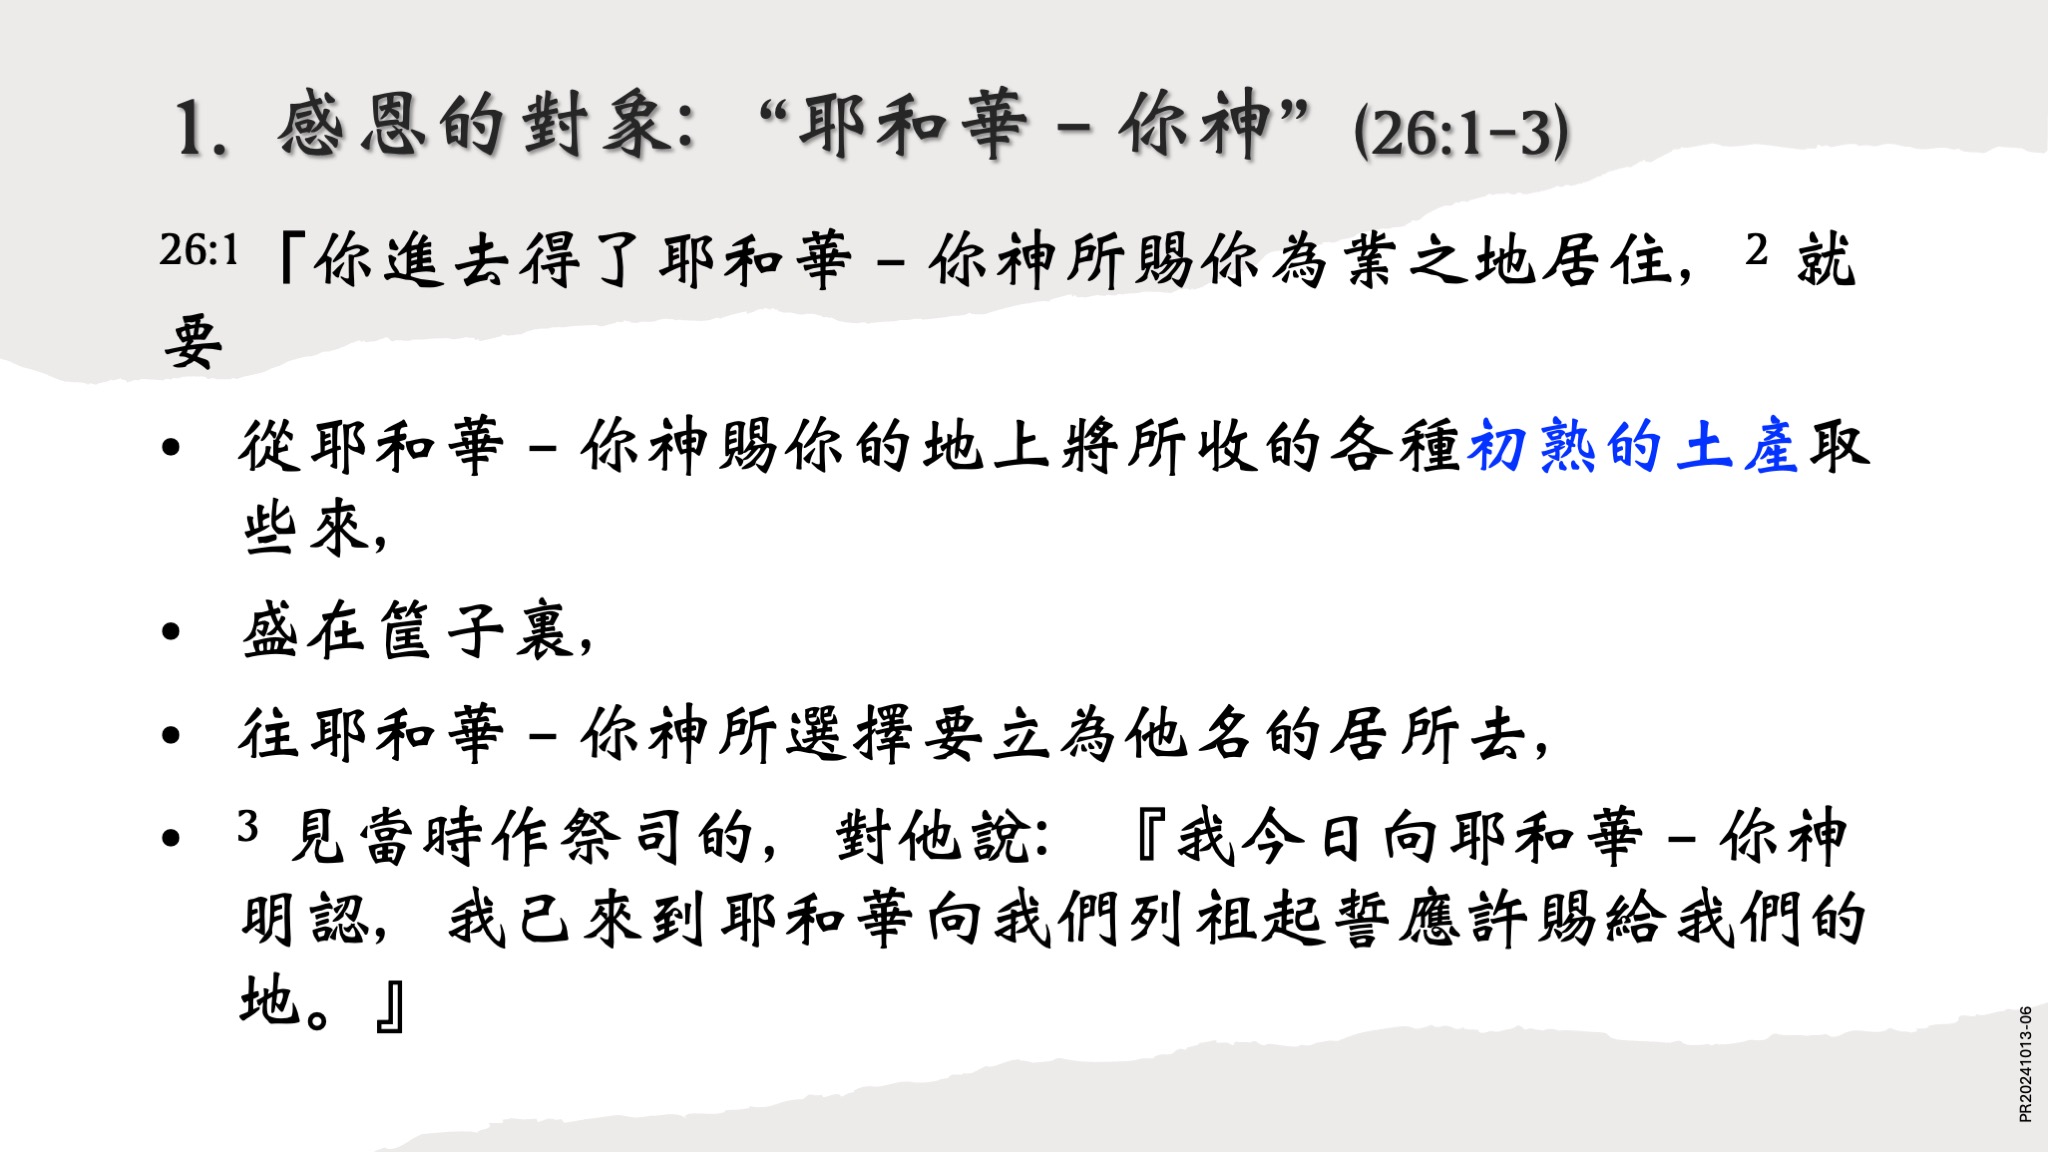 1. 感恩的對象:“耶和華－你神”(26:1-3)
26:1「你進去得了耶和華－你神所賜你為業之地居住, 2 就
要
• 從耶和華－你神賜你的地上將所收的各種初熟的土產取
些來,
• 盛在筐子裏,
• 往耶和華－你神所選擇要立為他名的居所去,
• 3 見當時作祭司的, 對他說: 『我今日向耶和華－你神
明認, 我已來到耶和華向我們列祖起誓應許賜給我們的
地。』
PR20241013-06